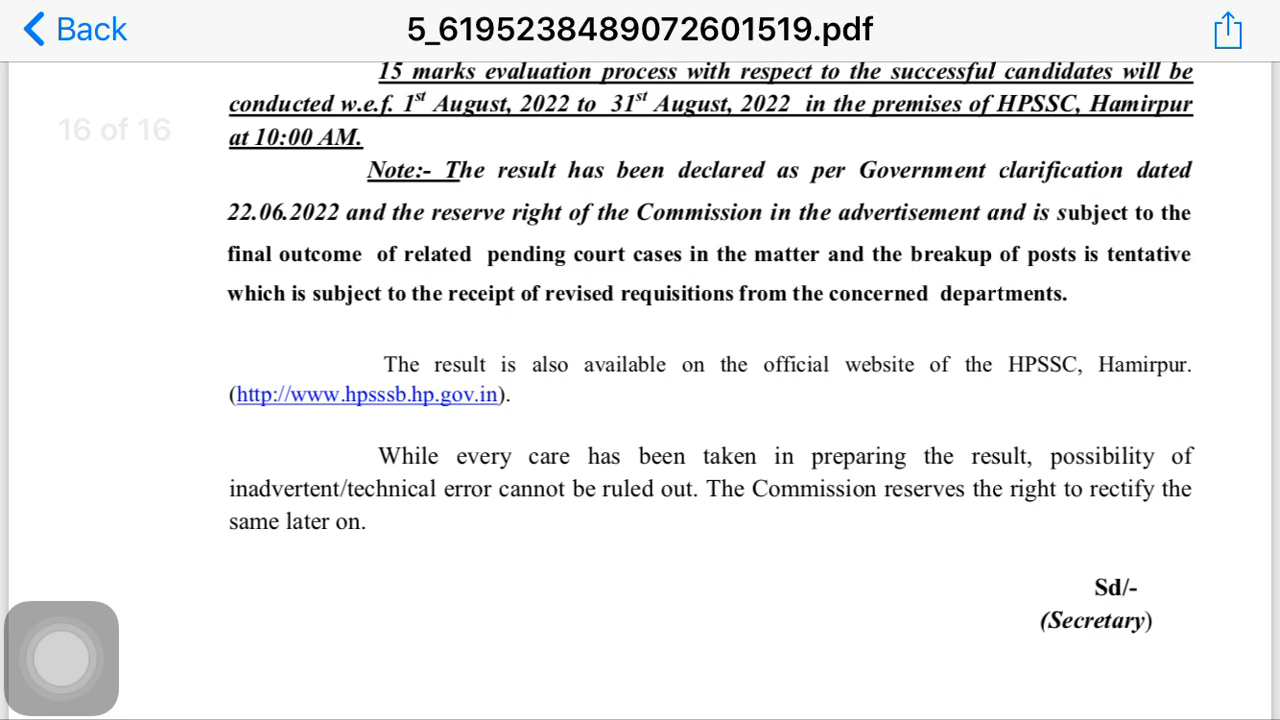 Back
5_6195238489072601519.pdf
15 marks evaluation process with respect to the successful candidates will be
conducted w.e.f. 1st August, 2022 to 31st August, 2022 in the premises of HPSSC, Hamirpur
16 of 16
at 10:00 AM.
Note:- The result has been declared as per Government clarification dated
22.06.2022 and the reserve right of the Commission in the advertisement and is subject to the
final outcome of related pending court cases in the matter and the breakup of posts is tentative
which is subject to the receipt of revised requisitions from the concerned departments.
The result is also available on the official website of the HPSSC, Hamirpur.
(http://www.hpsssb.hp.gov.in).
While every care has been taken in preparing the result, possibility of
inadvertent/technical error cannot be ruled out. The Commission reserves the right to rectify the
same later on.
Sd/-
(Secretary)